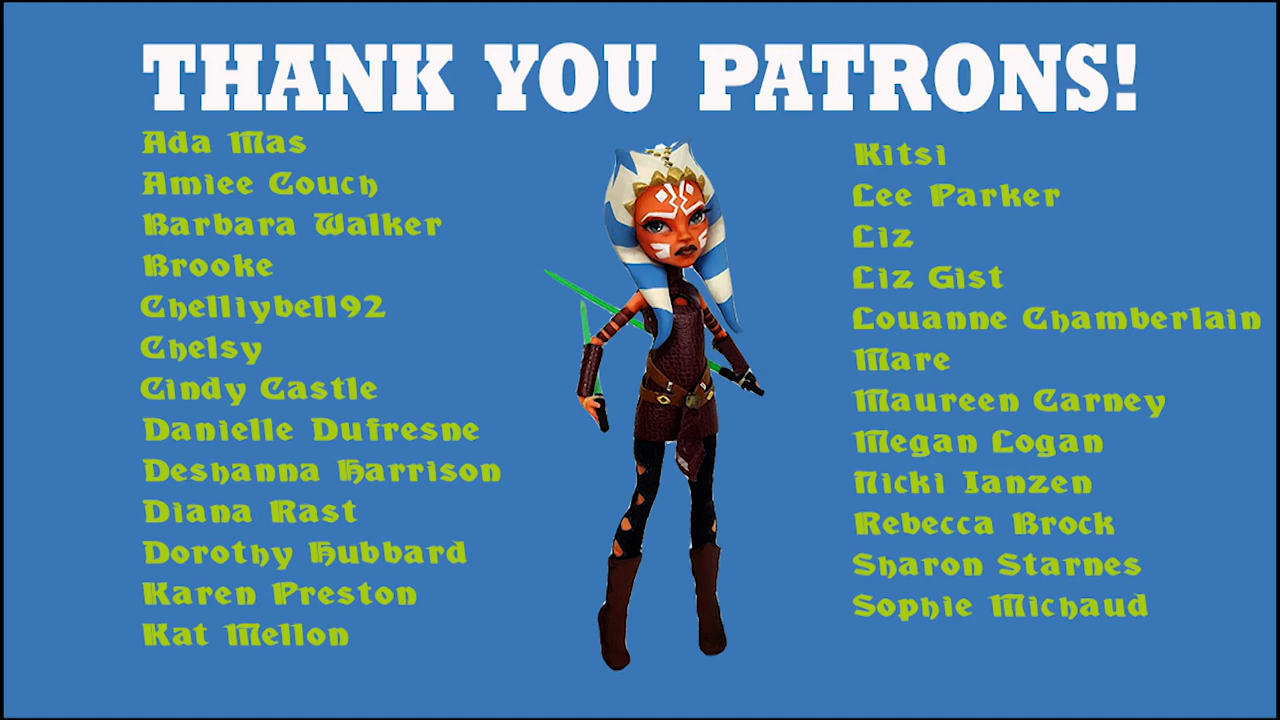 THANK YOU PATRONS!
Ada Mas
Amiee Couch
Barbara Walker
Brooke
Chelliybell92
Chelsy
Cindy Castle
Danielle Dufresne
Deshanna Harrison
Diana Rast
Dorothy Hubbard
Karen Preston
Kat Mellon
Kitsi
Lee Parker
Liz
Liz Gist
Louanne Chamberlain
Mare
Maureen Carney
Megan Logan
Nicki Janzen
Rebecca Brock
Sharon Starnes
Sophie Michaud